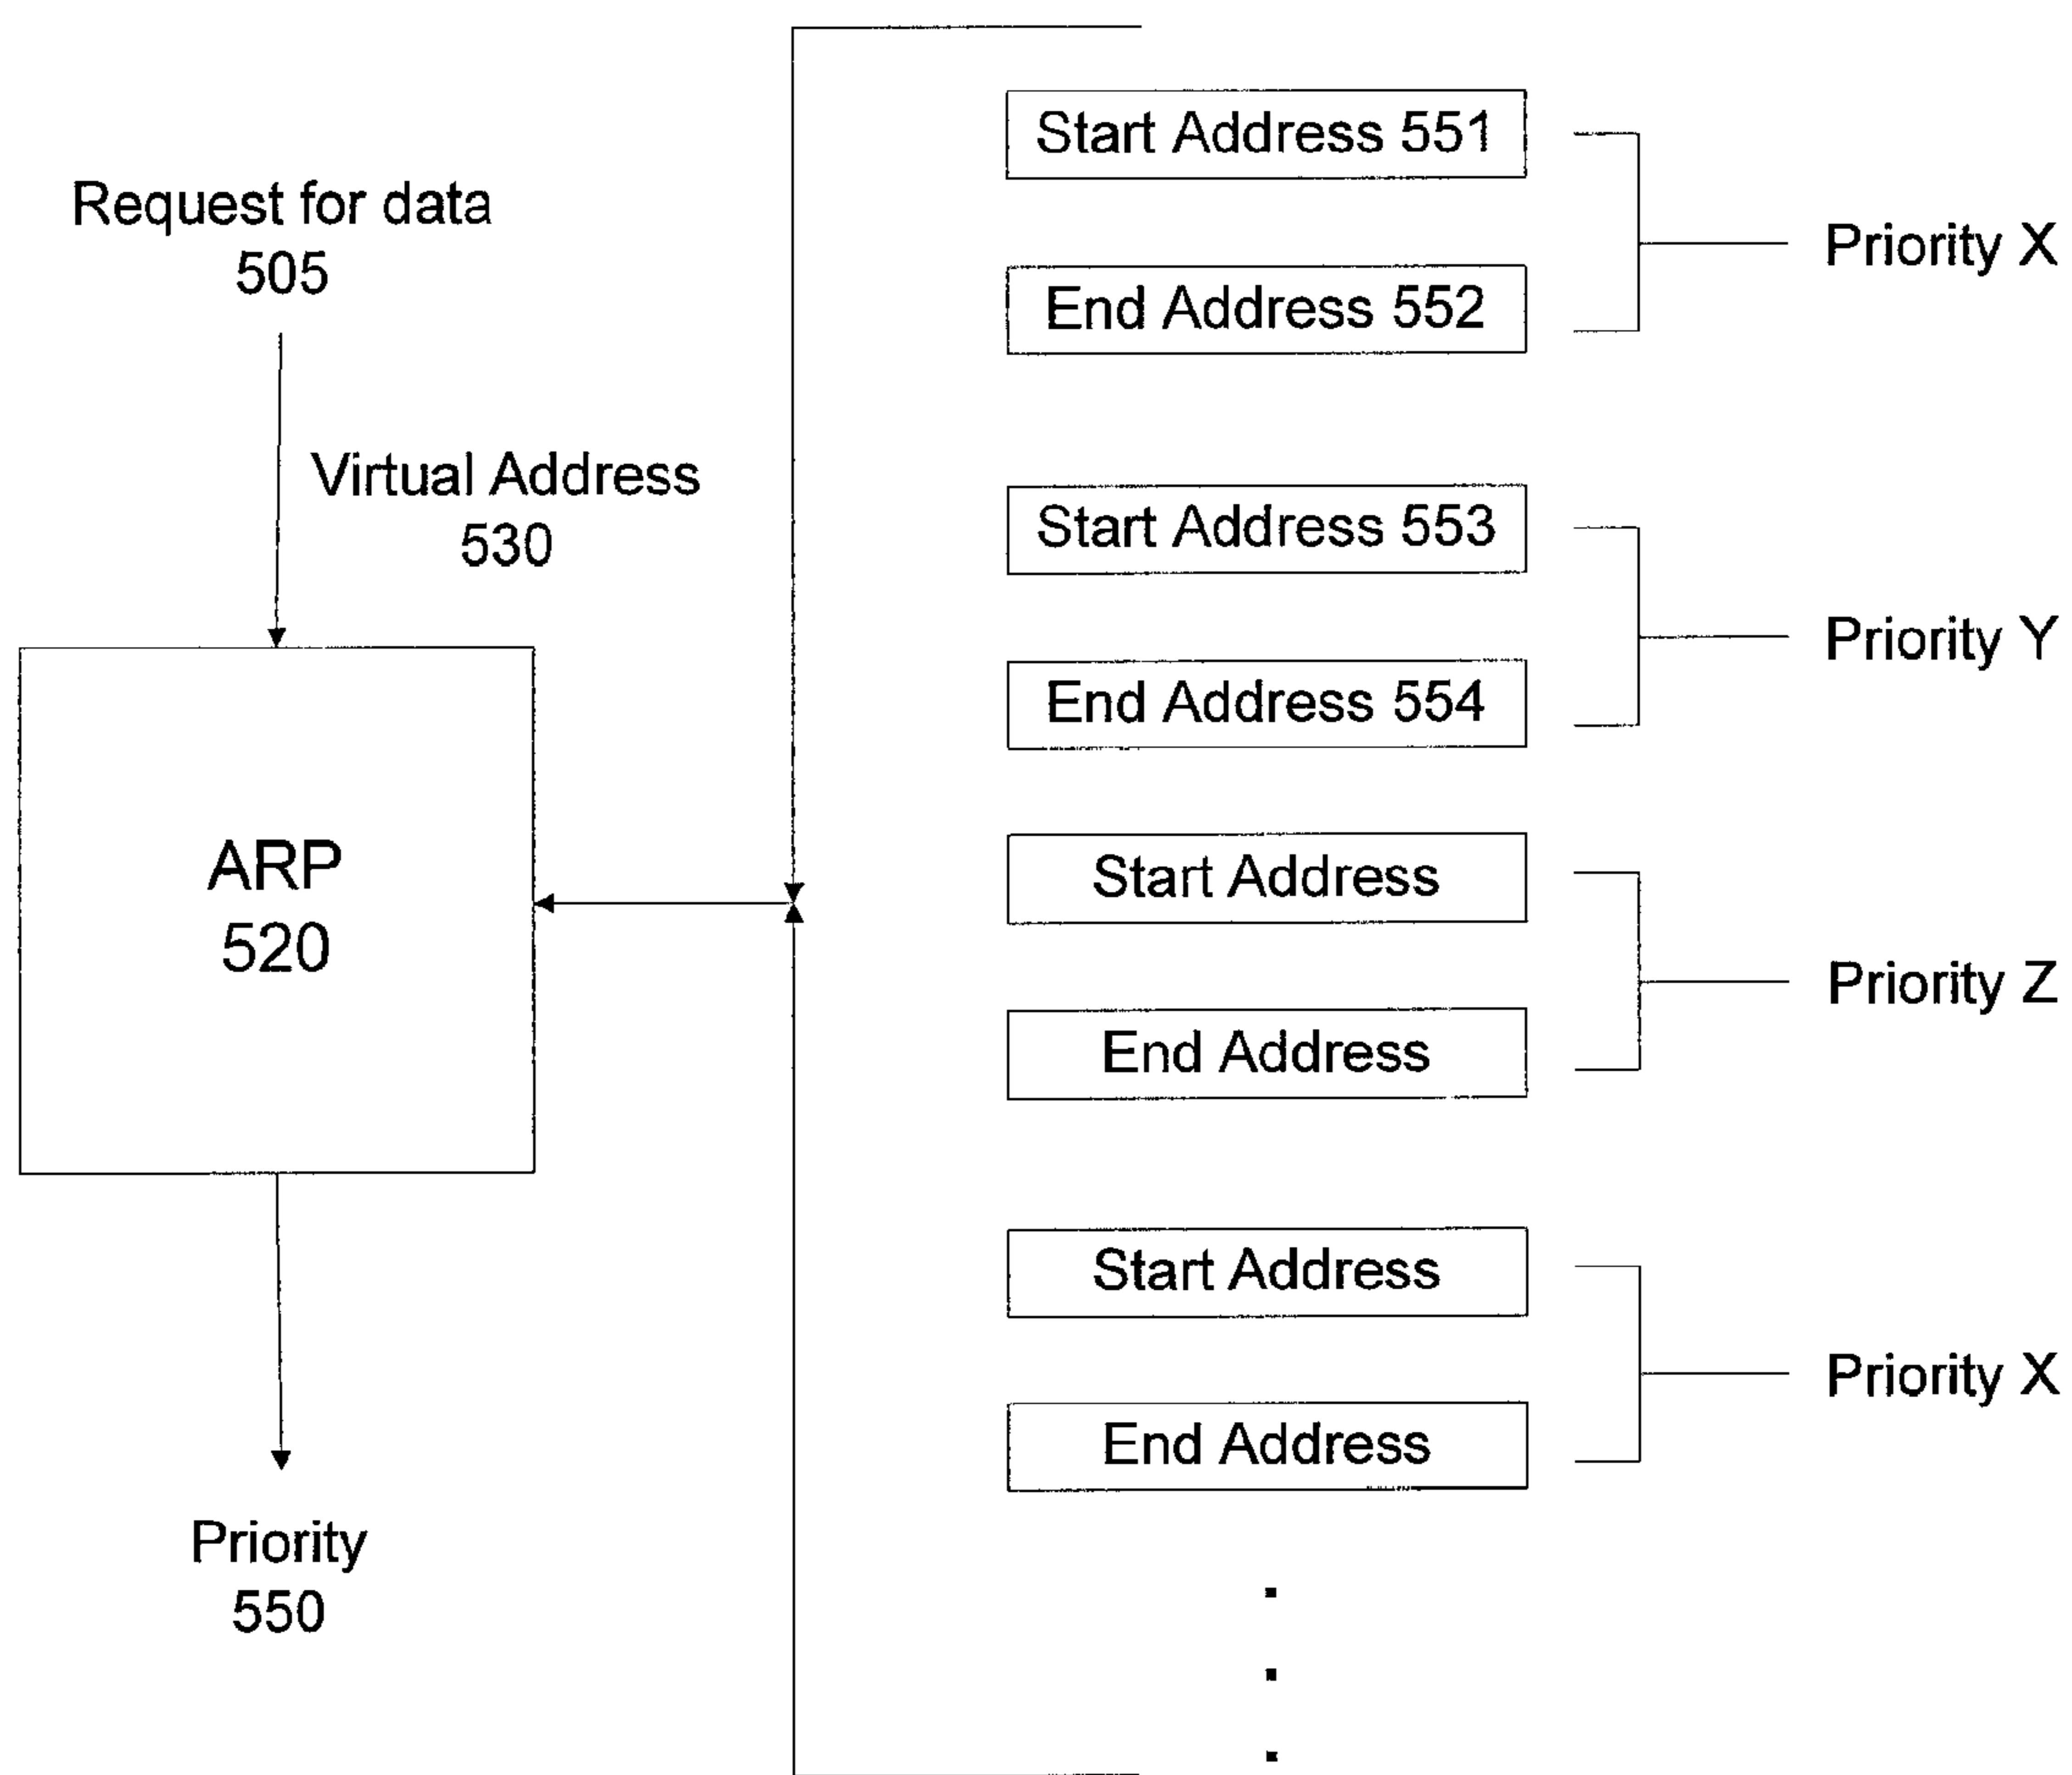 Request for data
505
Virtual Address
530
ARP
520
Priority
550
Start Address 551
End Address 552
Priority X
Start Address 553
End Address 554
Priority Y
Start Address
End Address
Priority Z
Start Address
End Address
Priority X
.
.
.